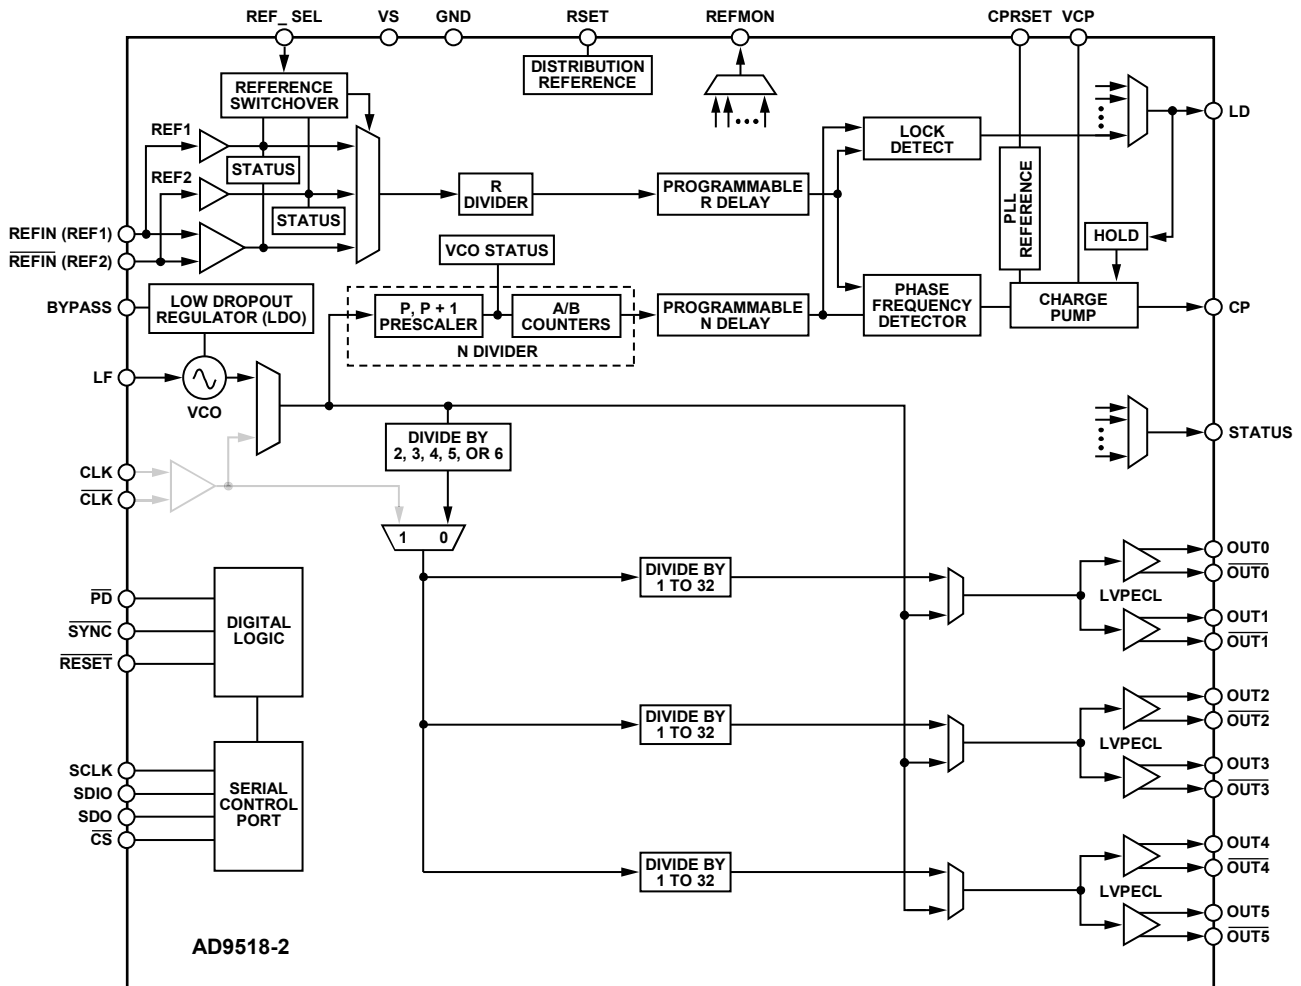 REF_ SEL
VS
GND
RSET
REFMON
CPRSET
VCP
DISTRIBUTION
REFERENCE
REFERENCE
SWITCHOVER
REF1
STATUS
REF2
STATUS
REFIN (REF1)
REFIN (REF2)
BYPASS
LF
LOW DROPOUT
REGULATOR (LDO)
VCO
R
DIVIDER
VCO STATUS
P, P + 1
PRESCALER
A/B
COUNTERS
N DIVIDER
PROGRAMMABLE
R DELAY
PROGRAMMABLE
N DELAY
LOCK
DETECT
PHASE
FREQUENCY
DETECTOR
PLL
REFERENCE
HOLD
CHARGE
PUMP
LD
CP
STATUS
CLK
CLK
DIVIDE BY
2, 3, 4, 5, OR 6
1 0
PD
SYNC
RESET
DIGITAL
LOGIC
SCLK
SDIO
SDO
CS
SERIAL
CONTROL
PORT
DIVIDE BY
1 TO 32
LVPECL
OUT0
OUT0
OUT1
OUT1
DIVIDE BY
1 TO 32
LVPECL
OUT2
OUT2
OUT3
OUT3
DIVIDE BY
1 TO 32
LVPECL
OUT4
OUT4
OUT5
OUT5
AD9518-2